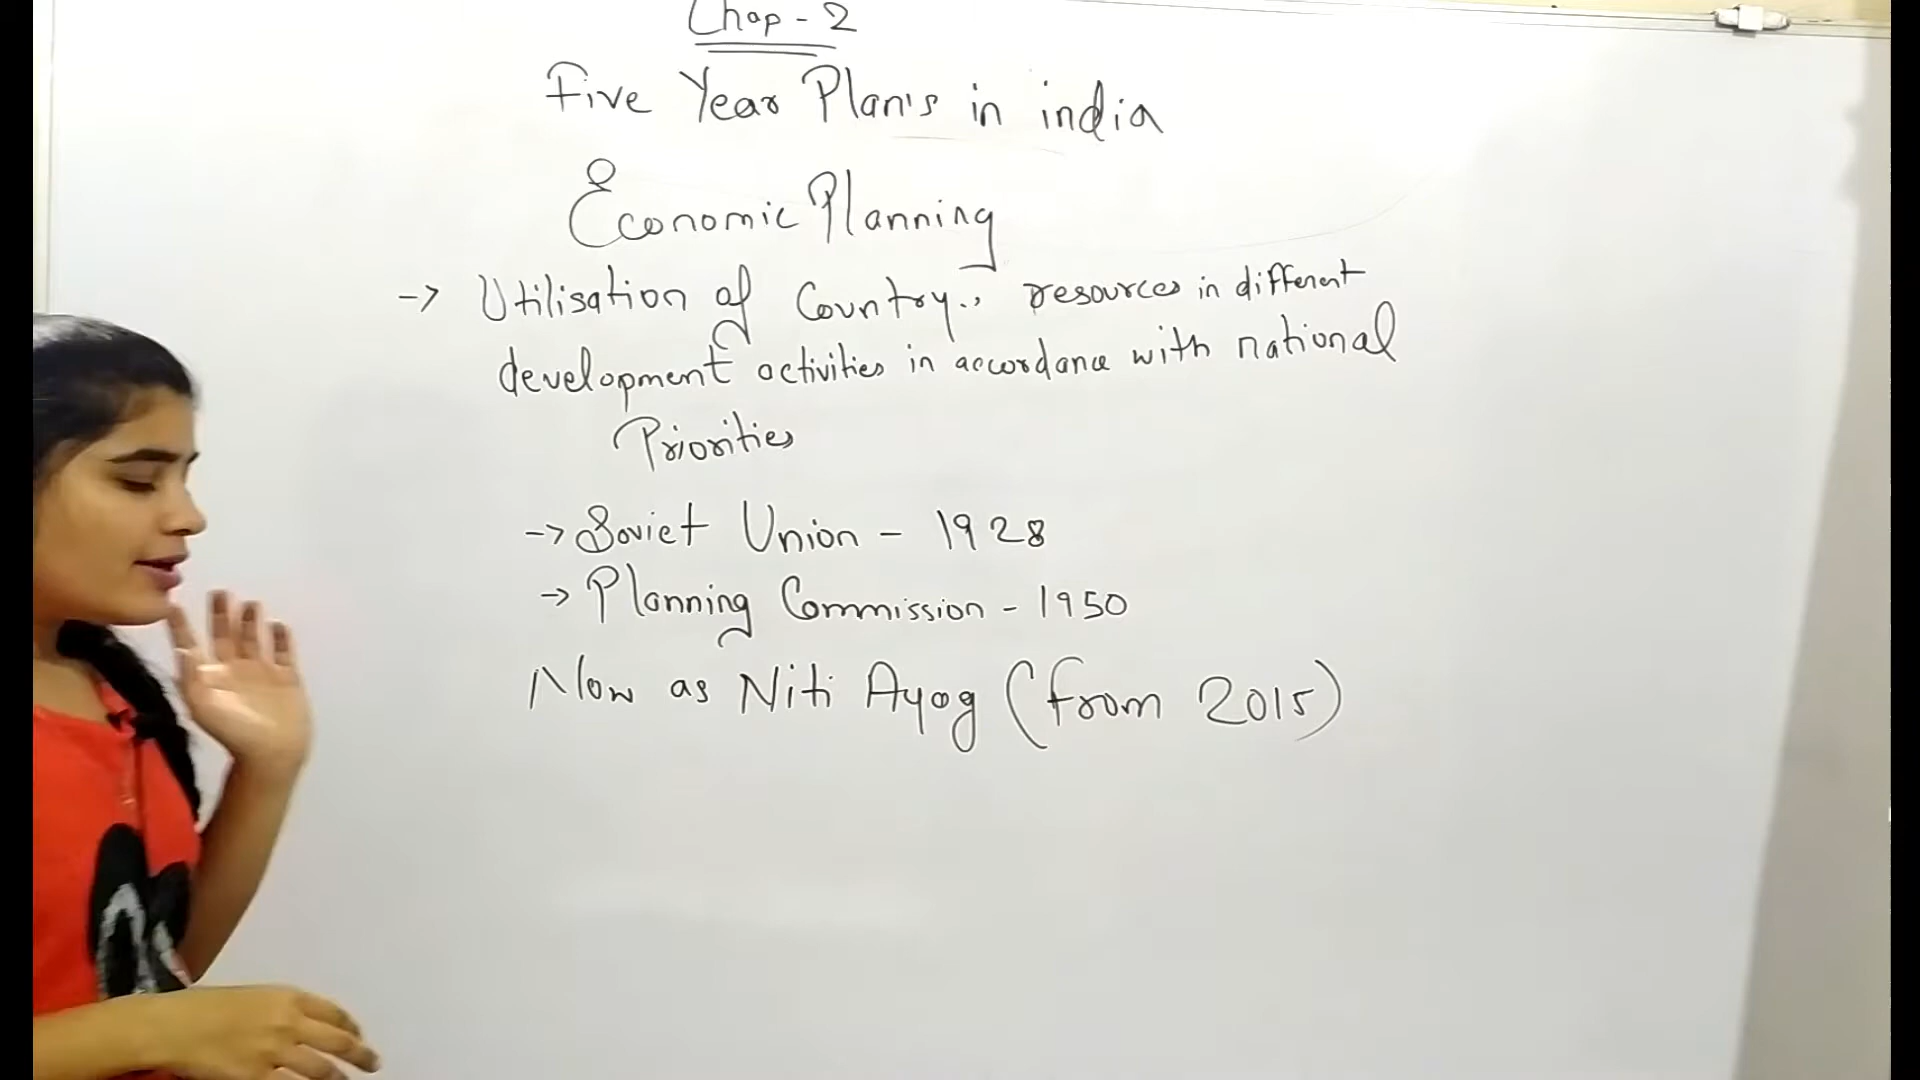 Chap - 2
Five Year Plan's in india
Economic Planning
-> Utilisation of Country's resources in different
development activities in accordance with national
Priorities
-> Soviet Union - 1928
-> Planning Commission - 1950
Now as Niti Ayog (from 2015)